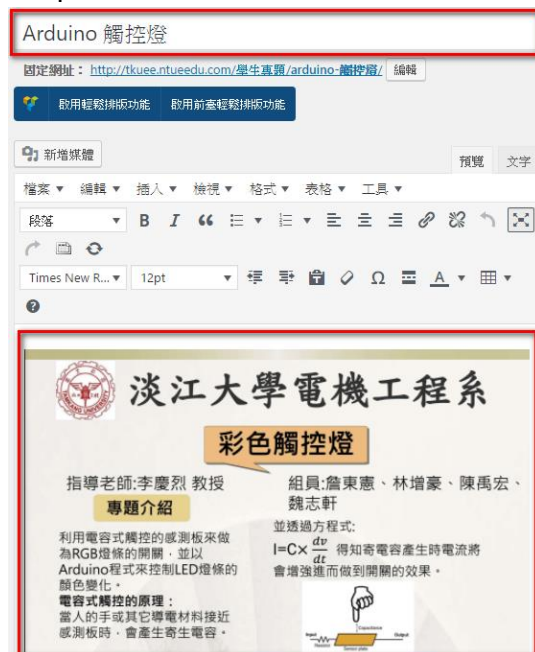 Arduino 觸控燈
固定網址： http://tkuee.ntueedu.com/學生專題/arduino-觸控燈/ 編輯
啟用輕鬆排版功能 啟用前臺輕鬆排版功能
新增媒體
預覽 文字
檔案 編輯 插入 檢視 格式 表格 工具
段落 B I
Times New R... 12pt Ω A
淡江大學電機工程系
彩色觸控燈
指導老師:李慶烈 教授
專題介紹
利用電容式觸控的感測板來做
為RGB燈條的開關，並以
Arduino程式來控制LED燈條的
顏色變化。
電容式觸控的原理：
當人的手或其它導電材料接近
感測板時，會產生寄生電容。
組員:詹東憲、林增豪、陳禹宏、
魏志軒
並透過方程式:
I=C× dv/dt 得知寄電容產生時電流將
會增強進而做到開關的效果。
Capacitance
Input Output
Resistor Sensor plate